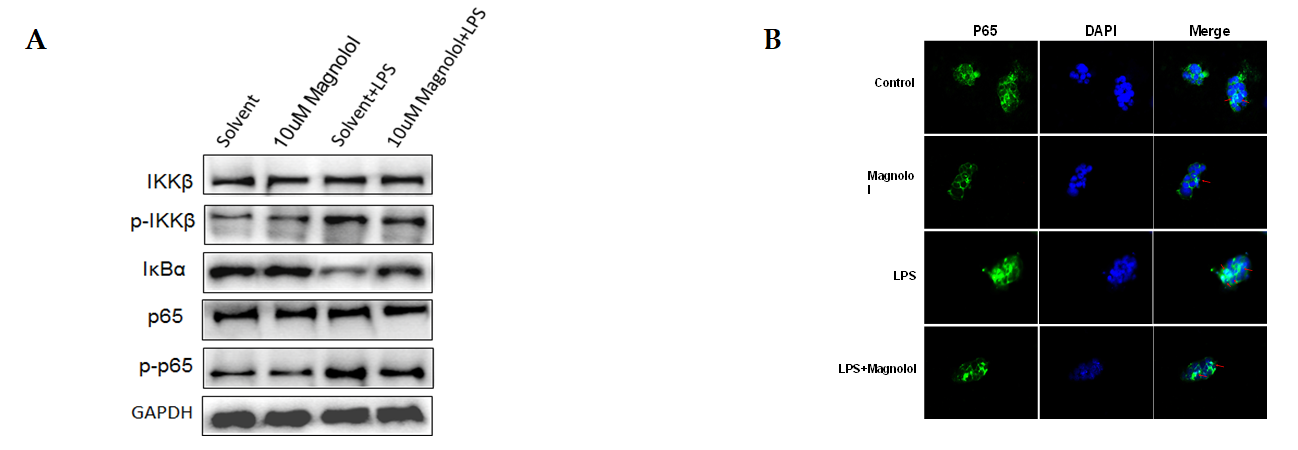 A
Solvent
10uM Magnolol
Solvent+LPS
10uM Magnolol+LPS
IKKβ
p-IKKβ
IκBα
p65
p-p65
GAPDH
B
P65 DAPI Merge
Control
Magnolo
l
LPS
LPS+Magnolol